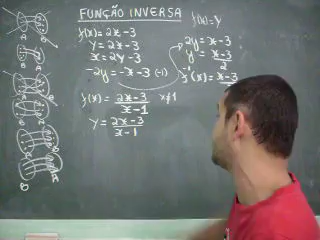 FUNÇÃO INVERSA
f(x)=y
f(x)=2x-3
y=2x-3
x=2y-3
-2y=-x-3 (-1)
2y=x-3
y=x-3
2
f⁻¹(x)=x-3
f(x)=2x-3 x≠1
x-1
y=2x-3
x-1